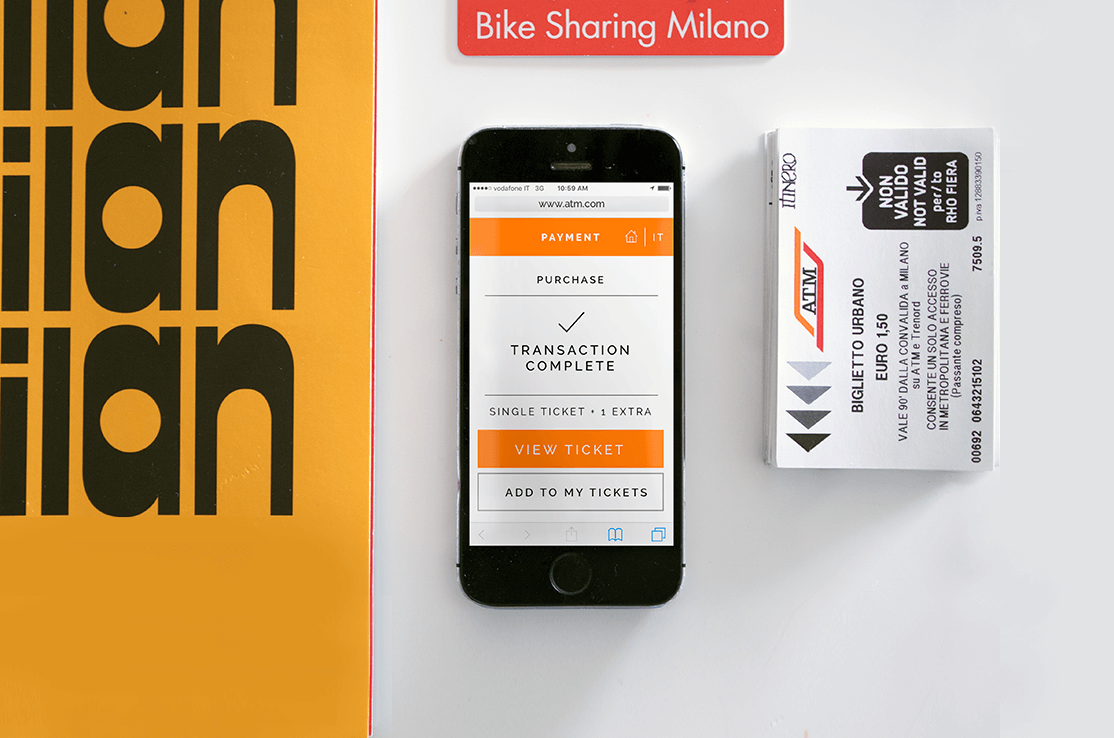 ilan
ilan
ilan
Bike Sharing Milano
vodafone IT 3G 10:59 AM
www.atm.com
PAYMENT IT
PURCHASE
TRANSACTION
COMPLETE
SINGLE TICKET + 1 EXTRA
VIEW TICKET
ADD TO MY TICKETS
ITINERO
ATM
BIGLIETTO URBANO
EURO 1,50
VALE 90' DALLA CONVALIDA a MILANO
su ATM e Trenord
CONSENTE UN SOLO ACCESSO
IN METROPOLITANA E FERROVIE
(Passante compreso)
00692 0643215102 7509.5
NON
VALIDO
NOT VALID
per/to
RHO FIERA
p.iva 12883390150